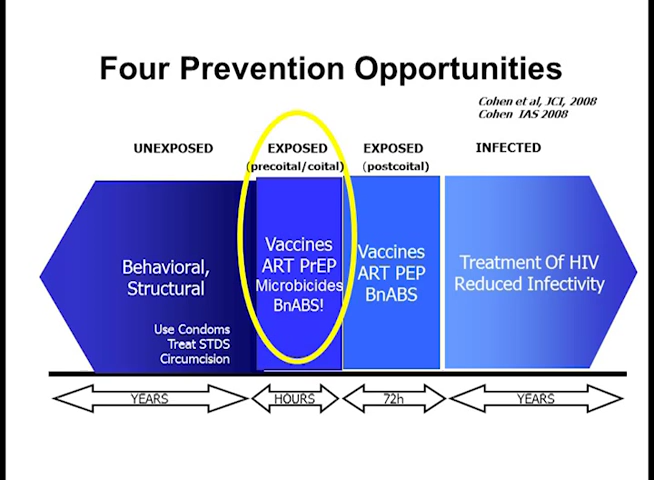 Four Prevention Opportunities
Cohen et al, JCI, 2008
Cohen IAS 2008
UNEXPOSED
EXPOSED
(precoital/coital)
EXPOSED
(postcoital)
INFECTED
Behavioral,
Structural
Use Condoms
Treat STDS
Circumcision
Vaccines
ART PrEP
Microbicides
BnABS!
Vaccines
ART PEP
BnABS
Treatment Of HIV
Reduced Infectivity
YEARS
HOURS
72h
YEARS